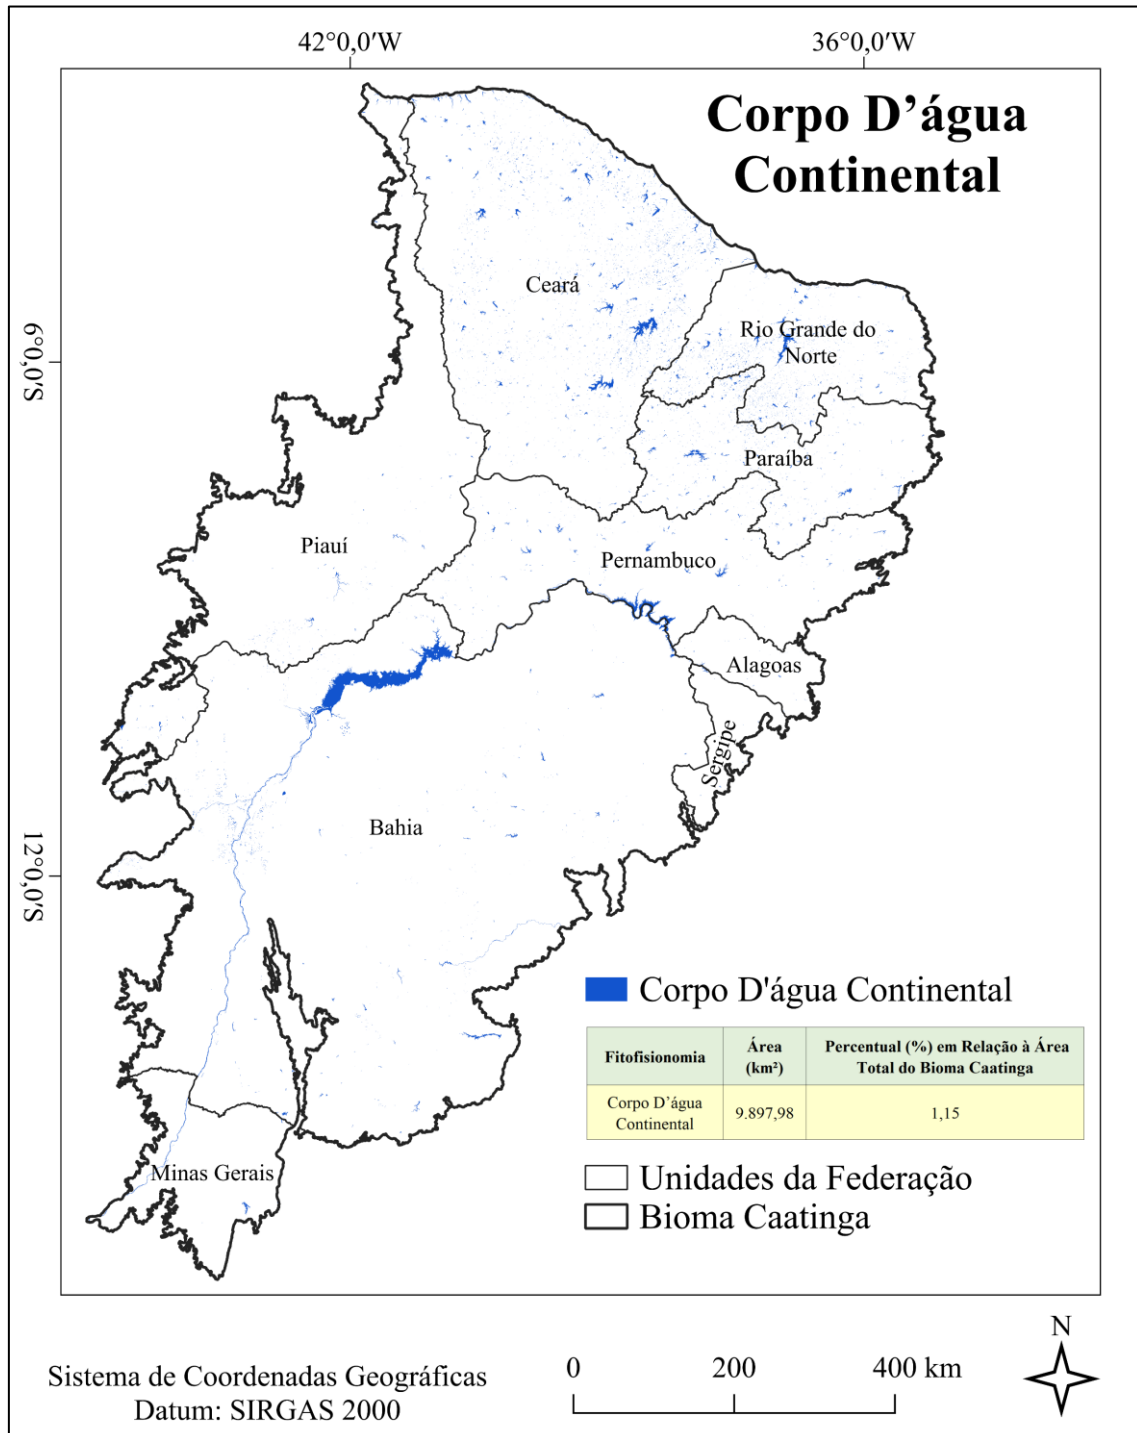 42°0,0'W
36°0,0'W
Corpo D’água
Continental
6°0,0'S
12°0,0'S
Ceará
Rio Grande do
Norte
Paraíba
Piauí
Pernambuco
Alagoas
Sergipe
Bahia
Minas Gerais
Corpo D'água Continental
Fitofisionomia
Área
(km²)
Percentual (%) em Relação à Área
Total do Bioma Caatinga
Corpo D’água
Continental
9.897,98
1,15
Unidades da Federação
Bioma Caatinga
Sistema de Coordenadas Geográficas
Datum: SIRGAS 2000
0 200 400 km
N